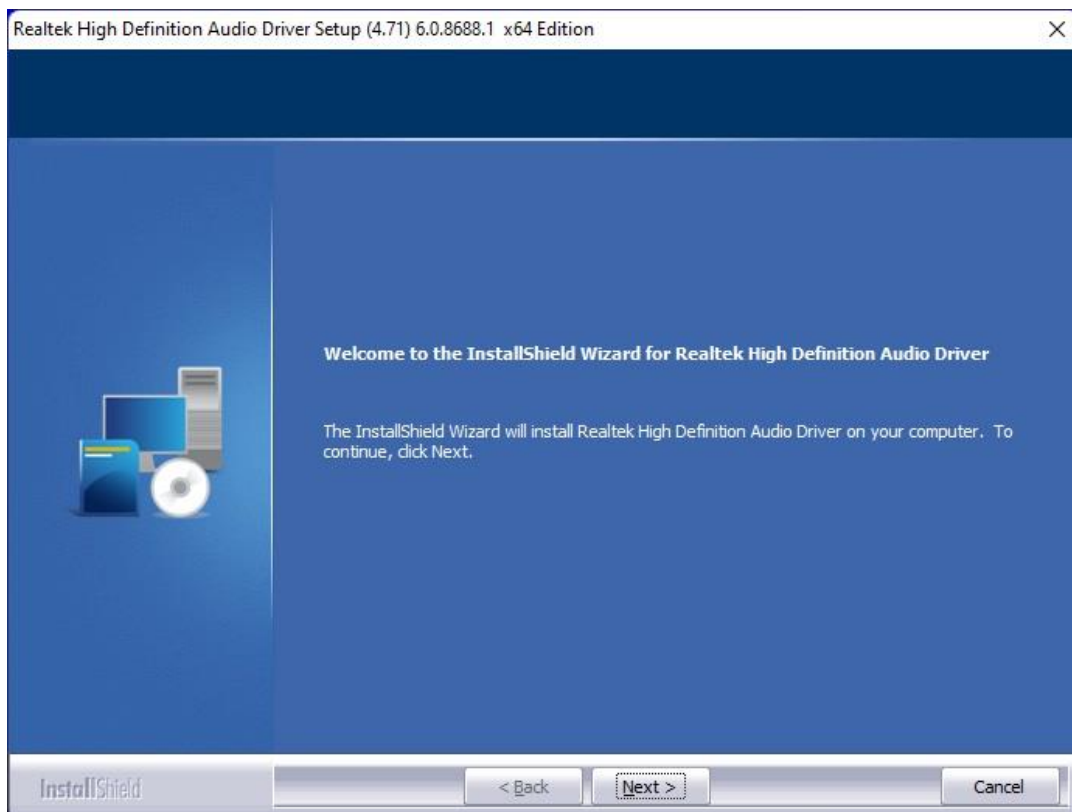 Realtek High Definition Audio Driver Setup (4.71) 6.0.8688.1 x64 Edition
Welcome to the InstallShield Wizard for Realtek High Definition Audio Driver
The InstallShield Wizard will install Realtek High Definition Audio Driver on your computer. To
continue, click Next.
InstallShield
< Back
Next >
Cancel